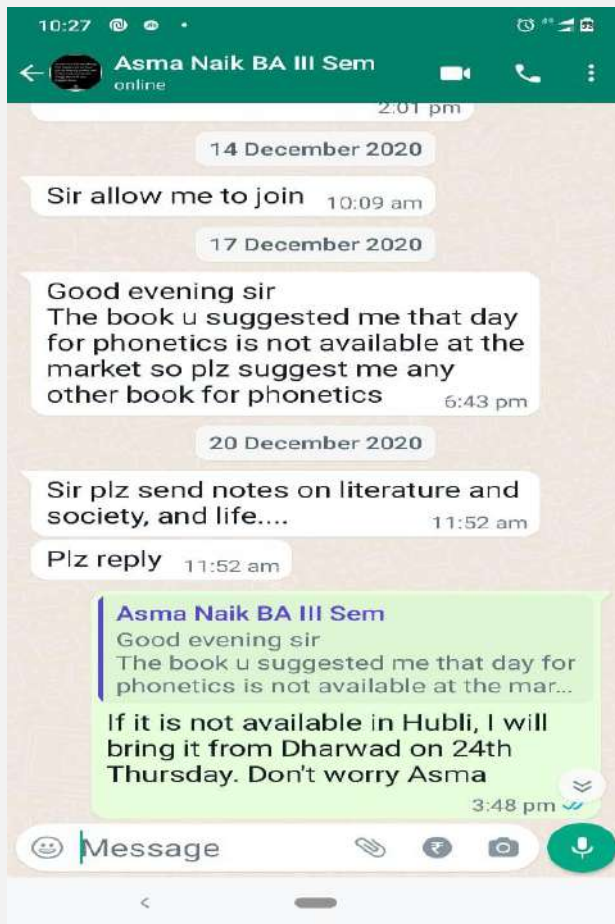 10:27
Asma Naik BA III Sem
online
2:01 pm
14 December 2020
Sir allow me to join 10:09 am
17 December 2020
Good evening sir
The book u suggested me that day
for phonetics is not available at the
market so plz suggest me any
other book for phonetics 6:43 pm
20 December 2020
Sir plz send notes on literature and
society, and life.... 11:52 am
Plz reply 11:52 am
Asma Naik BA III Sem
Good evening sir
The book u suggested me that day for
phonetics is not available at the mar...
If it is not available in Hubli, I will
bring it from Dharwad on 24th
Thursday. Don't worry Asma
3:48 pm
Message